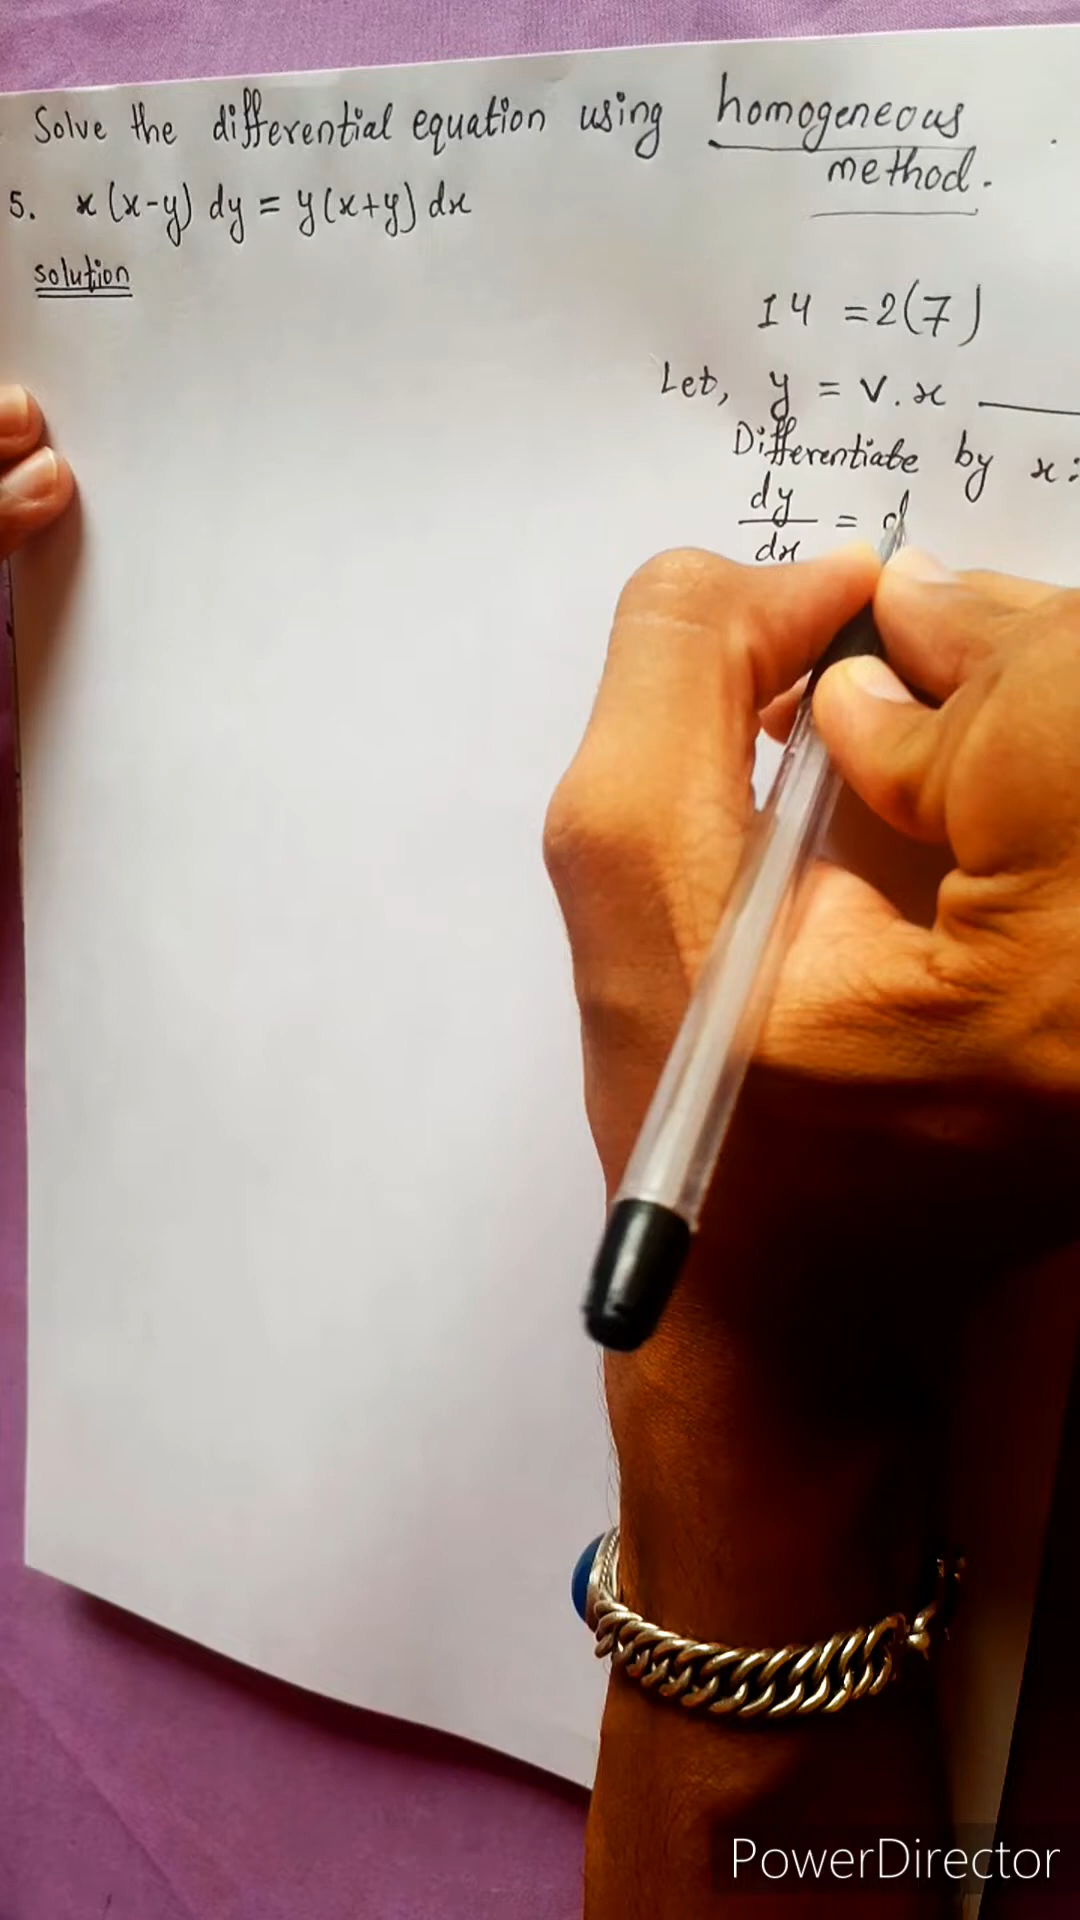 Solve the differential equation using homogeneous
method.
5. x(x-y) dy = y(x+y) dx
solution
14 = 2(7)
Let, y = v.x
Differentiate by x:
dy/dx = d
PowerDirector